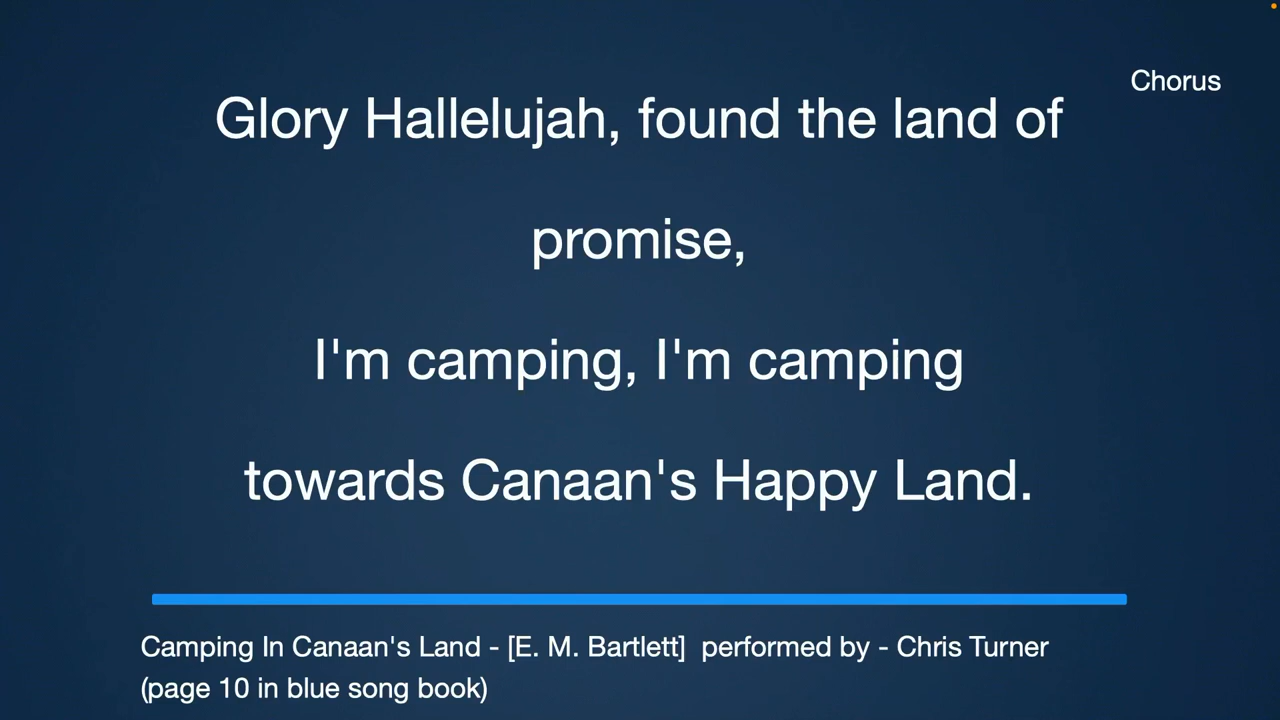 Chorus
Glory Hallelujah, found the land of
promise,
I'm camping, I'm camping
towards Canaan's Happy Land.
Camping In Canaan's Land - [E. M. Bartlett]  performed by - Chris Turner
(page 10 in blue song book)